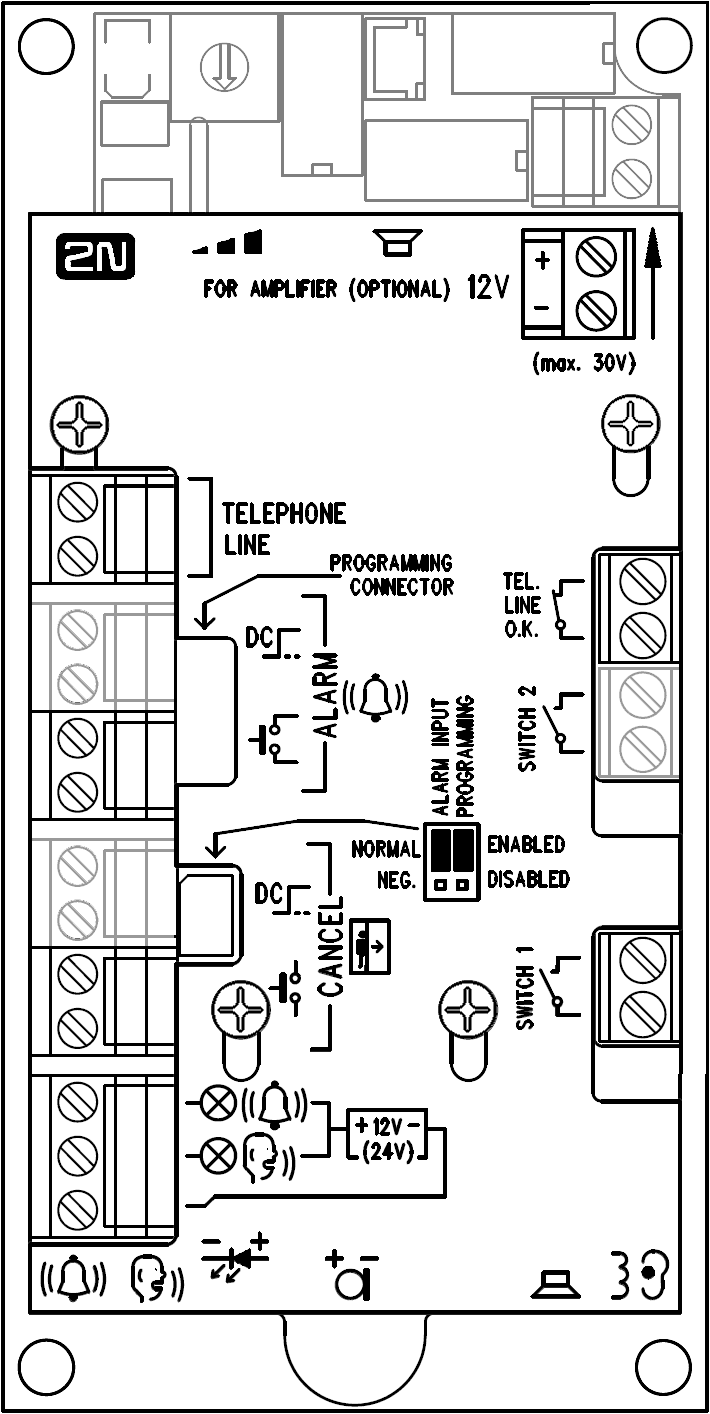 2N
FOR AMPLIFIER (OPTIONAL) 12V
+
-
(max. 30V)
TELEPHONE
LINE
PROGRAMMING
CONNECTOR
DC
ALARM
TEL.
LINE
O.K.
SWITCH 2
ALARM INPUT
PROGRAMMING
NORMAL
ENABLED
NEG.
DISABLED
DC
CANCEL
SWITCH 1
+ 12V -
(24V)
- +
+ -